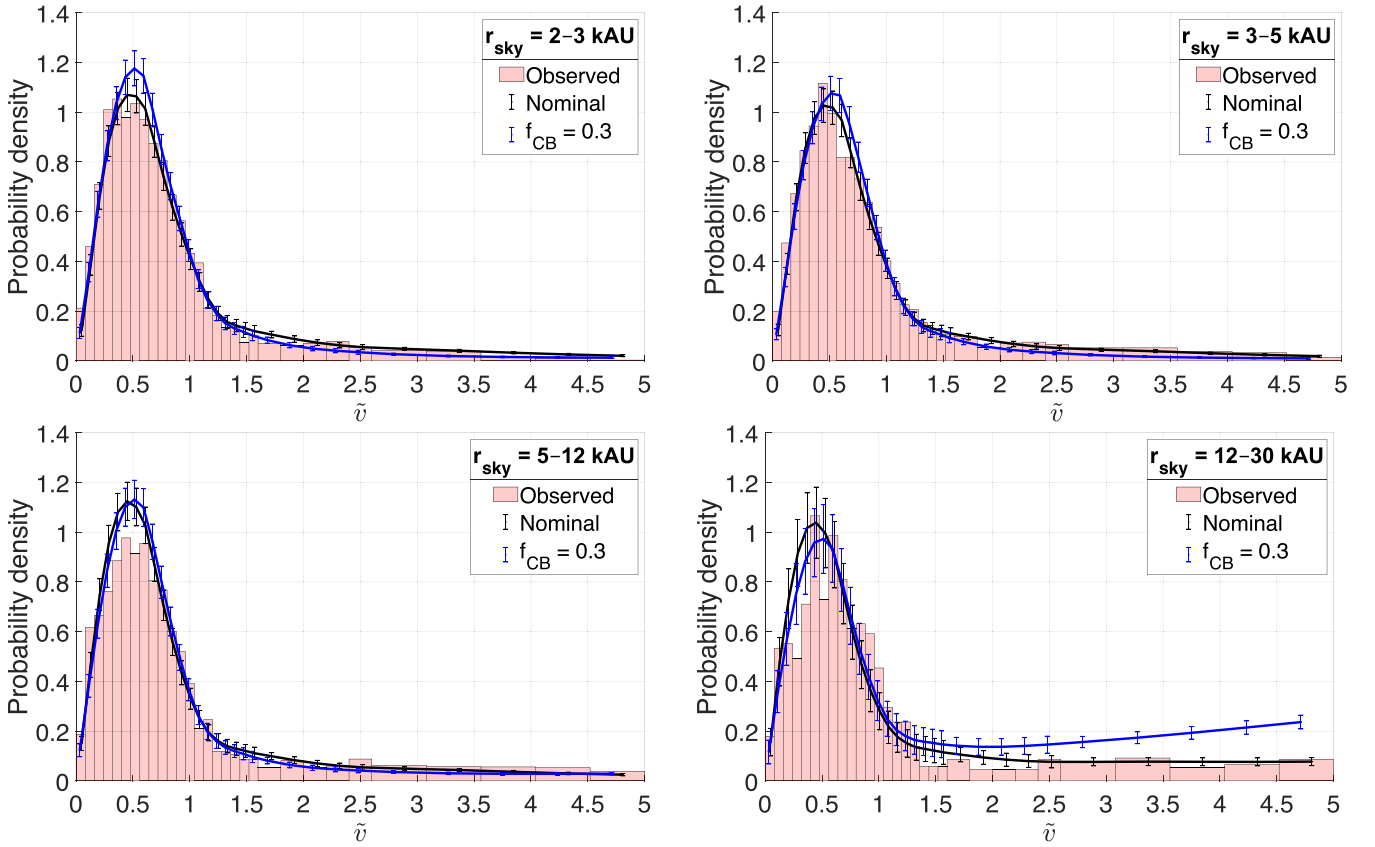 1.4
1.2
1
0.8
0.6
0.4
0.2
0
Probability density
r_sky = 2–3 kAU
Observed
Nominal
f_CB = 0.3
0 0.5 1 1.5 2 2.5 3 3.5 4 4.5 5
ṽ
1.4
1.2
1
0.8
0.6
0.4
0.2
0
Probability density
r_sky = 3–5 kAU
Observed
Nominal
f_CB = 0.3
0 0.5 1 1.5 2 2.5 3 3.5 4 4.5 5
ṽ
1.4
1.2
1
0.8
0.6
0.4
0.2
0
Probability density
r_sky = 5–12 kAU
Observed
Nominal
f_CB = 0.3
0 0.5 1 1.5 2 2.5 3 3.5 4 4.5 5
ṽ
1.4
1.2
1
0.8
0.6
0.4
0.2
0
Probability density
r_sky = 12–30 kAU
Observed
Nominal
f_CB = 0.3
0 0.5 1 1.5 2 2.5 3 3.5 4 4.5 5
ṽ